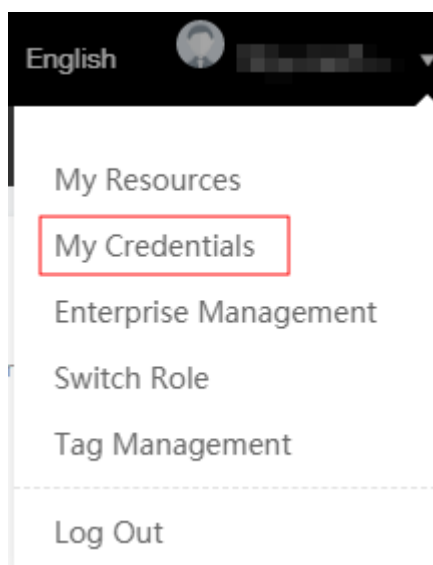 English
My Resources
My Credentials
Enterprise Management
Switch Role
Tag Management
Log Out